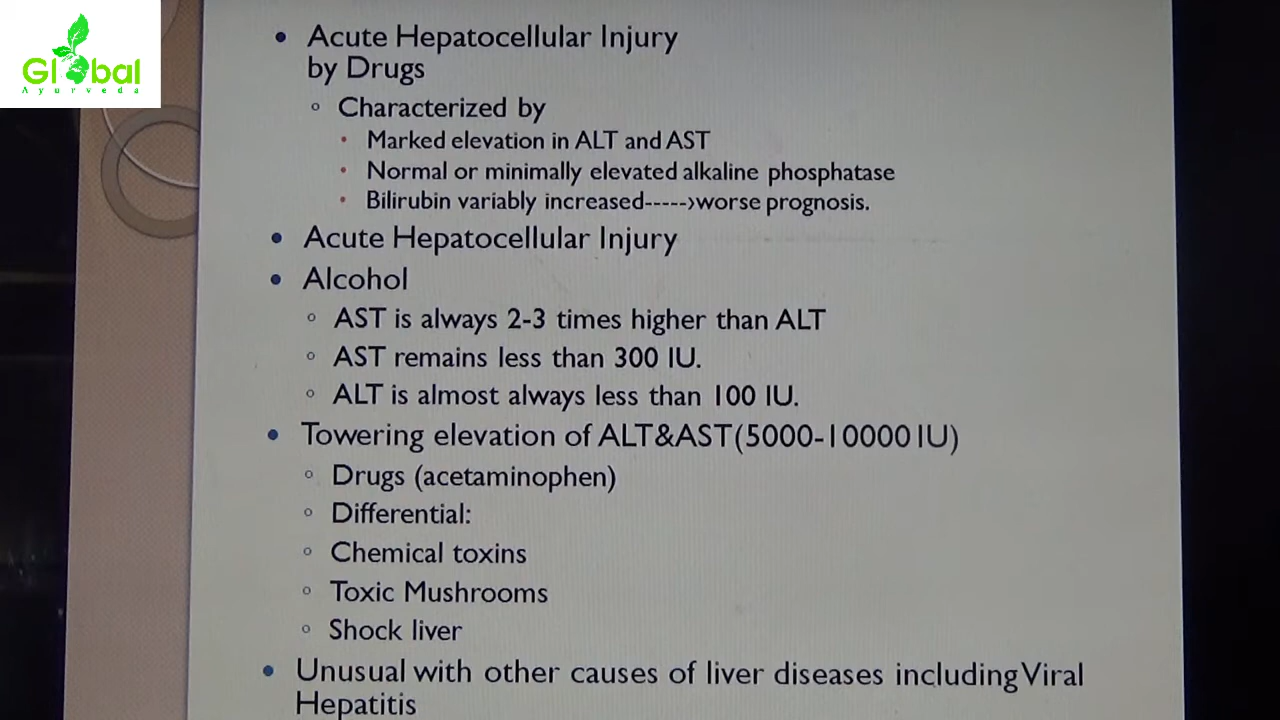 Global
Ayurveda
• Acute Hepatocellular Injury
by Drugs
◦ Characterized by
• Marked elevation in ALT and AST
• Normal or minimally elevated alkaline phosphatase
• Bilirubin variably increased-----›worse prognosis.
• Acute Hepatocellular Injury
• Alcohol
◦ AST is always 2-3 times higher than ALT
◦ AST remains less than 300 IU.
◦ ALT is almost always less than 100 IU.
• Towering elevation of ALT&AST(5000-10000 IU)
◦ Drugs (acetaminophen)
◦ Differential:
◦ Chemical toxins
◦ Toxic Mushrooms
◦ Shock liver
• Unusual with other causes of liver diseases including Viral
Hepatitis